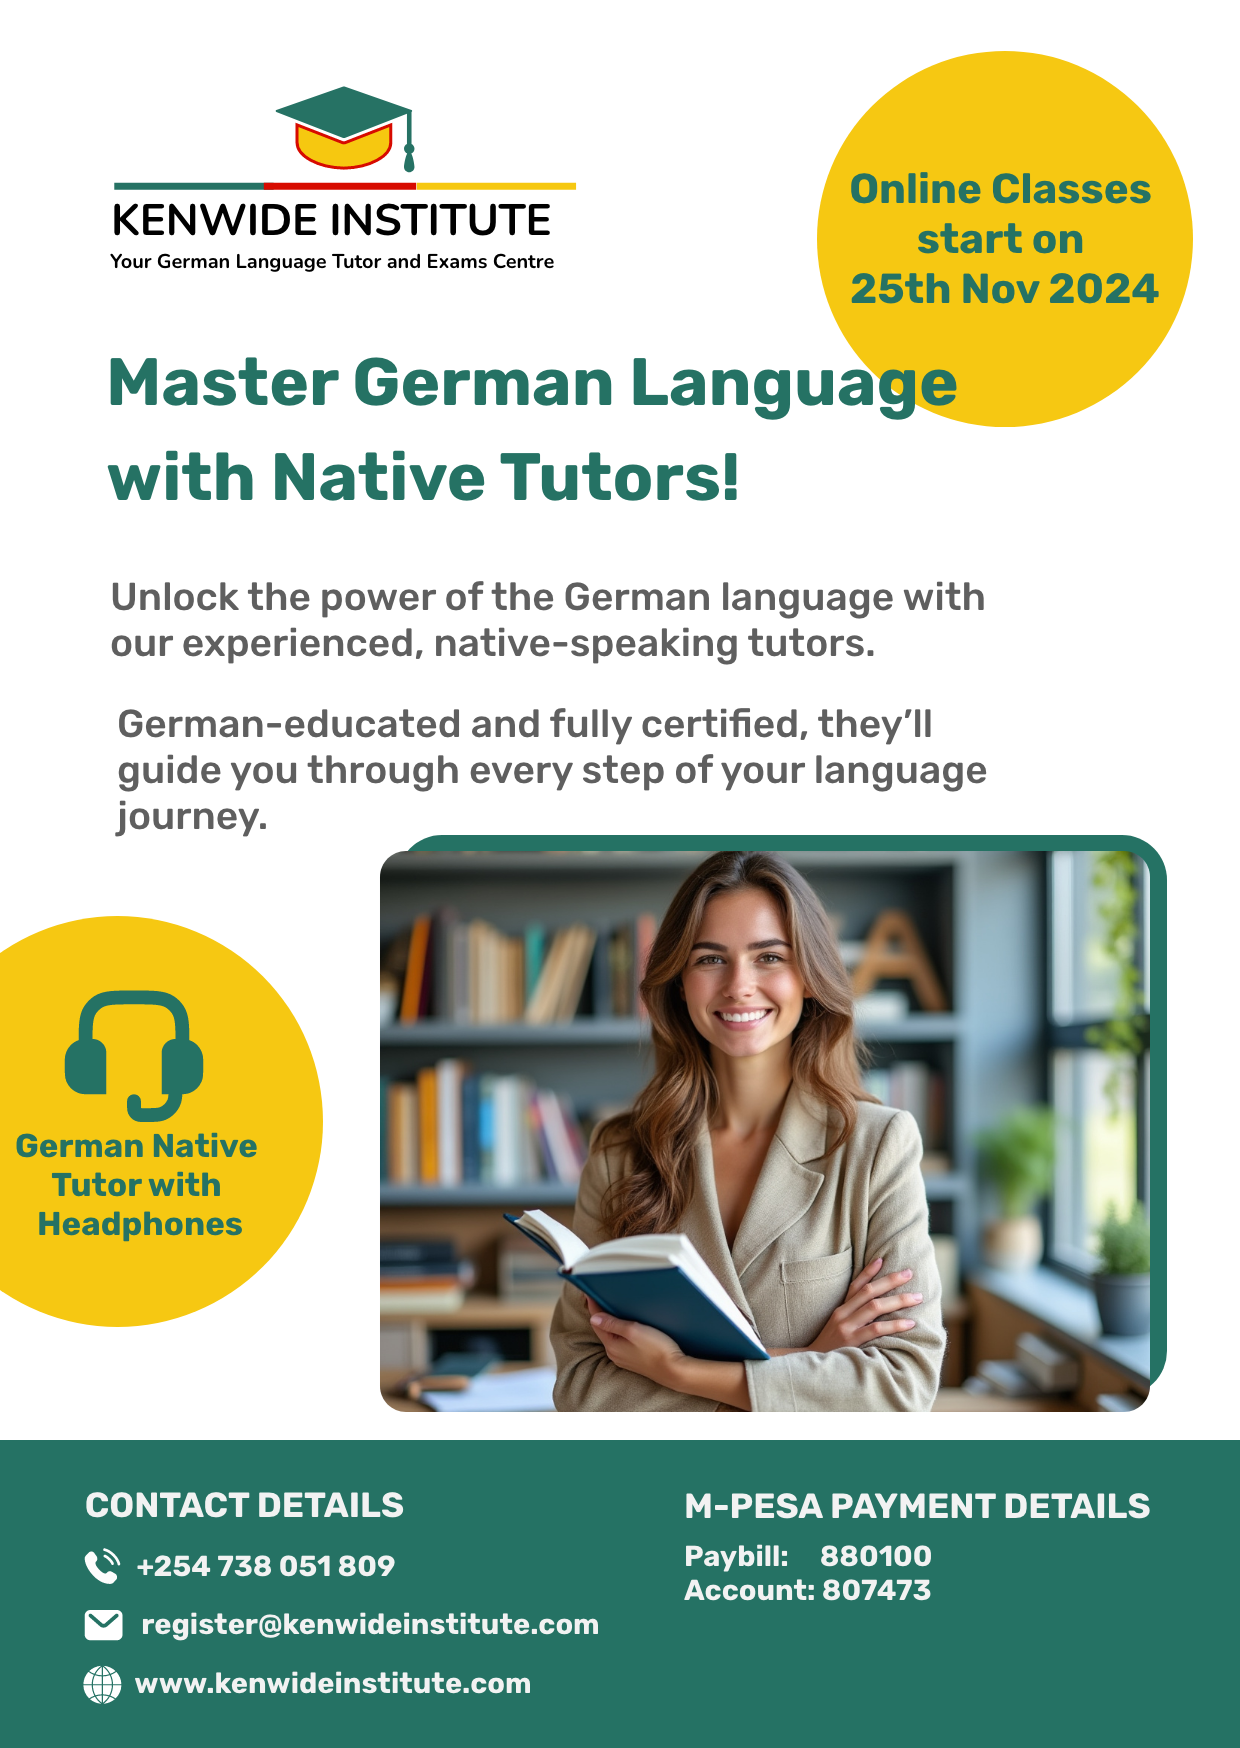 KENWIDE INSTITUTE
Your German Language Tutor and Exams Centre
Online Classes
start on
25th Nov 2024
Master German Language
with Native Tutors!
Unlock the power of the German language with
our experienced, native-speaking tutors.
German-educated and fully certified, they’ll
guide you through every step of your language
journey.
A
German Native
Tutor with
Headphones
CONTACT DETAILS
+254 738 051 809
register@kenwideinstitute.com
www.kenwideinstitute.com
M-PESA PAYMENT DETAILS
Paybill: 880100
Account: 807473